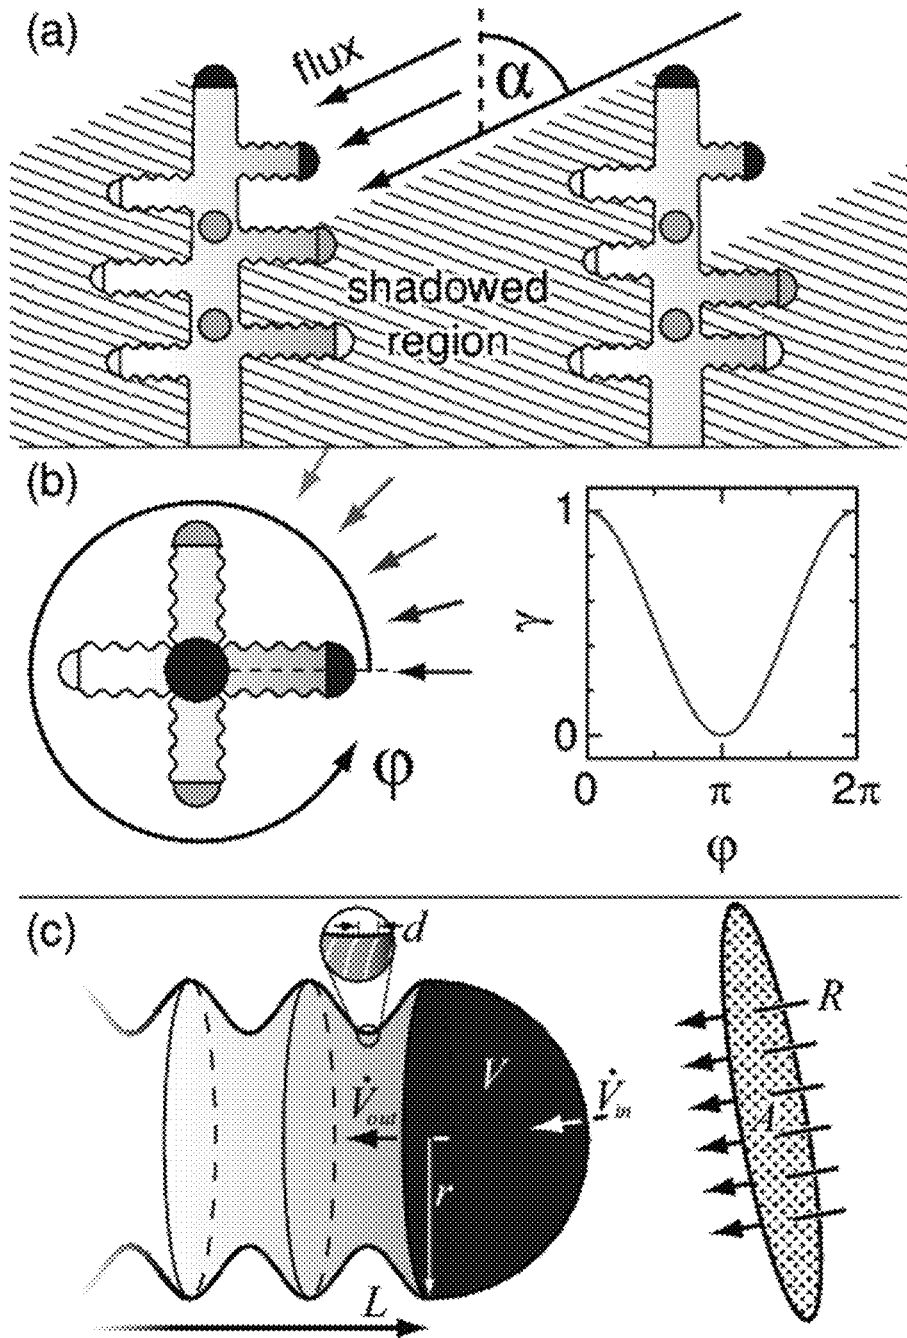 (a)
flux
α
shadowed
region
(b)
φ
1
γ
0
0
π
2π
φ
(c)
d
R
V
V̇out
V̇in
A
r
L